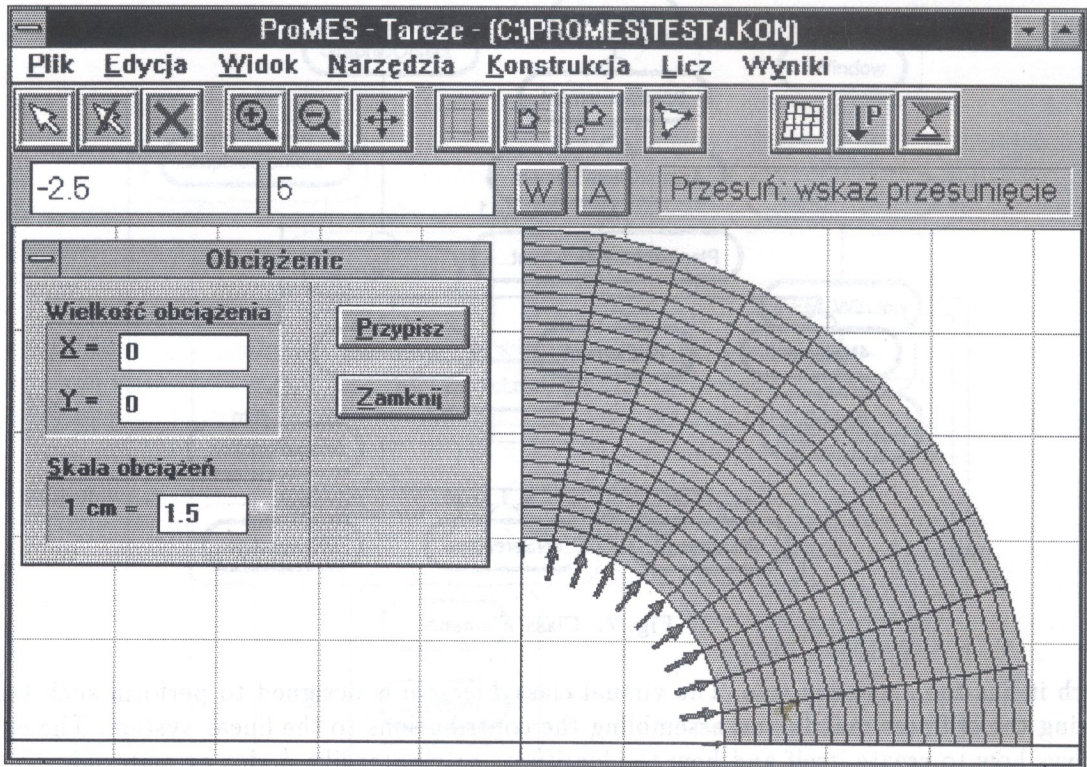 ProMES - Tarcze - [C:\PROMES\TEST4.KON]
Plik Edycja Widok Narzędzia Konstrukcja Licz Wyniki
P
-2.5 5 W A Przesuń: wskaż przesunięcie
Obciążenie
Wielkość obciążenia
X = 0
Przypisz
Y = 0
Zamknij
Skala obciążeń
1 cm = 1.5